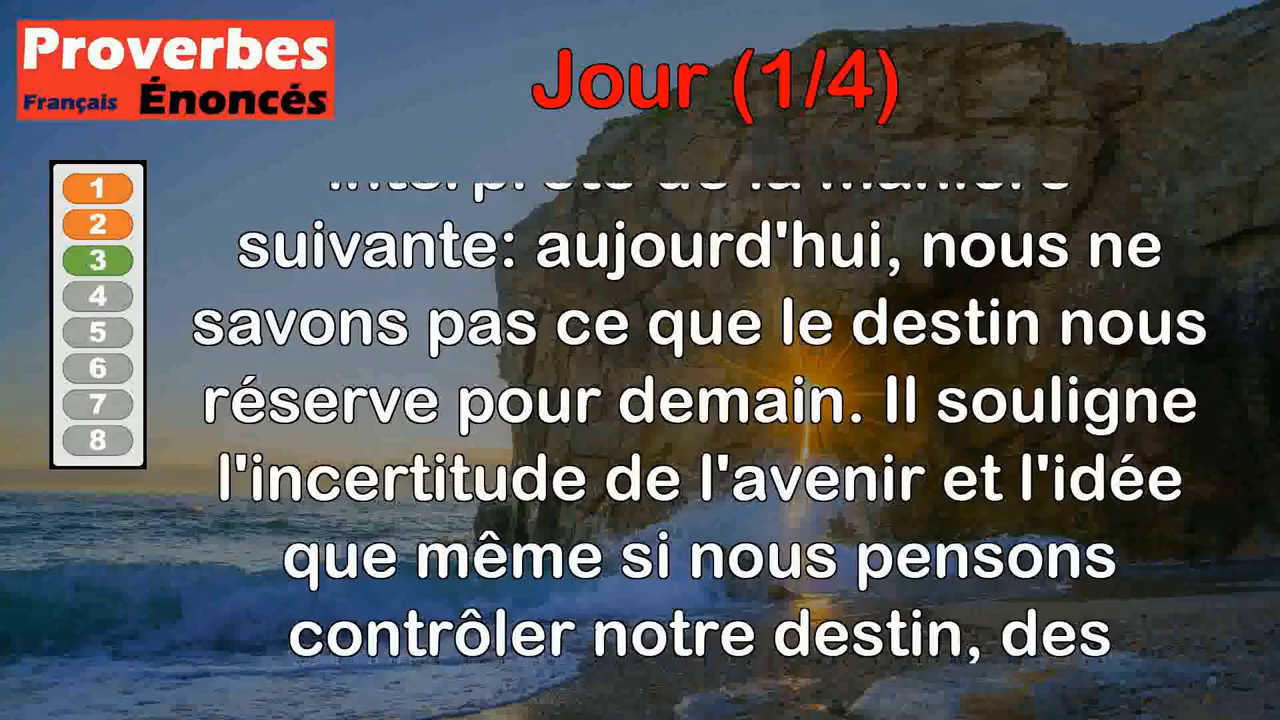 Proverbes
Français Énoncés
Jour (1/4)
1
2
3
4
5
6
7
8
suivante: aujourd'hui, nous ne
savons pas ce que le destin nous
réserve pour demain. Il souligne
l'incertitude de l'avenir et l'idée
que même si nous pensons
contrôler notre destin, des